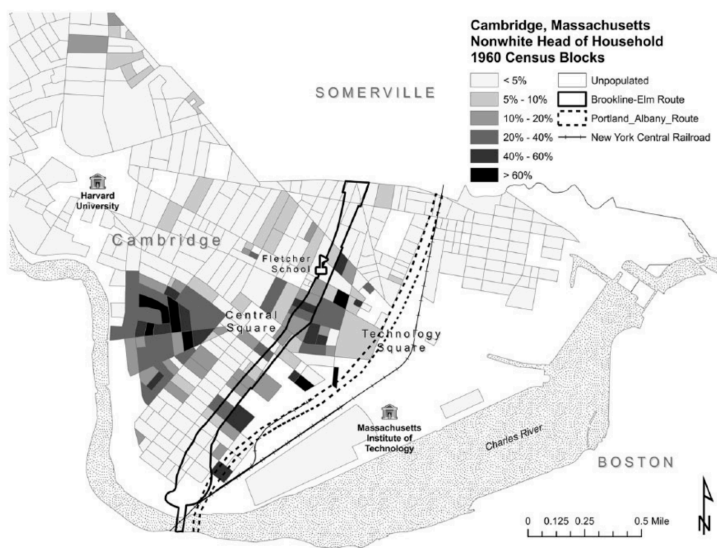 Cambridge, Massachusetts
Nonwhite Head of Household
1960 Census Blocks
< 5%
5% - 10%
10% - 20%
20% - 40%
40% - 60%
> 60%
Unpopulated
Brookline-Elm Route
Portland_Albany_Route
New York Central Railroad
SOMERVILLE
Harvard
University
Cambridge
Fletcher
School
Central
Square
Technology
Square
Massachusetts
Institute of
Technology
Charles River
BOSTON
N
0 0.125 0.25 0.5 Mile